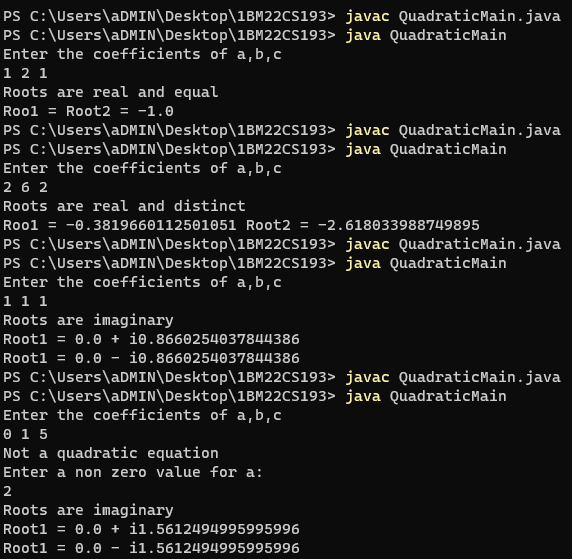 PS C:\Users\aDMIN\Desktop\1BM22CS193> javac QuadraticMain.java
PS C:\Users\aDMIN\Desktop\1BM22CS193> java QuadraticMain
Enter the coefficients of a,b,c
1 2 1
Roots are real and equal
Roo1 = Root2 = -1.0
PS C:\Users\aDMIN\Desktop\1BM22CS193> javac QuadraticMain.java
PS C:\Users\aDMIN\Desktop\1BM22CS193> java QuadraticMain
Enter the coefficients of a,b,c
2 6 2
Roots are real and distinct
Roo1 = -0.3819660112501051 Root2 = -2.618033988749895
PS C:\Users\aDMIN\Desktop\1BM22CS193> javac QuadraticMain.java
PS C:\Users\aDMIN\Desktop\1BM22CS193> java QuadraticMain
Enter the coefficients of a,b,c
1 1 1
Roots are imaginary
Root1 = 0.0 + i0.8660254037844386
Root1 = 0.0 - i0.8660254037844386
PS C:\Users\aDMIN\Desktop\1BM22CS193> javac QuadraticMain.java
PS C:\Users\aDMIN\Desktop\1BM22CS193> java QuadraticMain
Enter the coefficients of a,b,c
0 1 5
Not a quadratic equation
Enter a non zero value for a:
2
Roots are imaginary
Root1 = 0.0 + i1.5612494995995996
Root1 = 0.0 - i1.5612494995995996